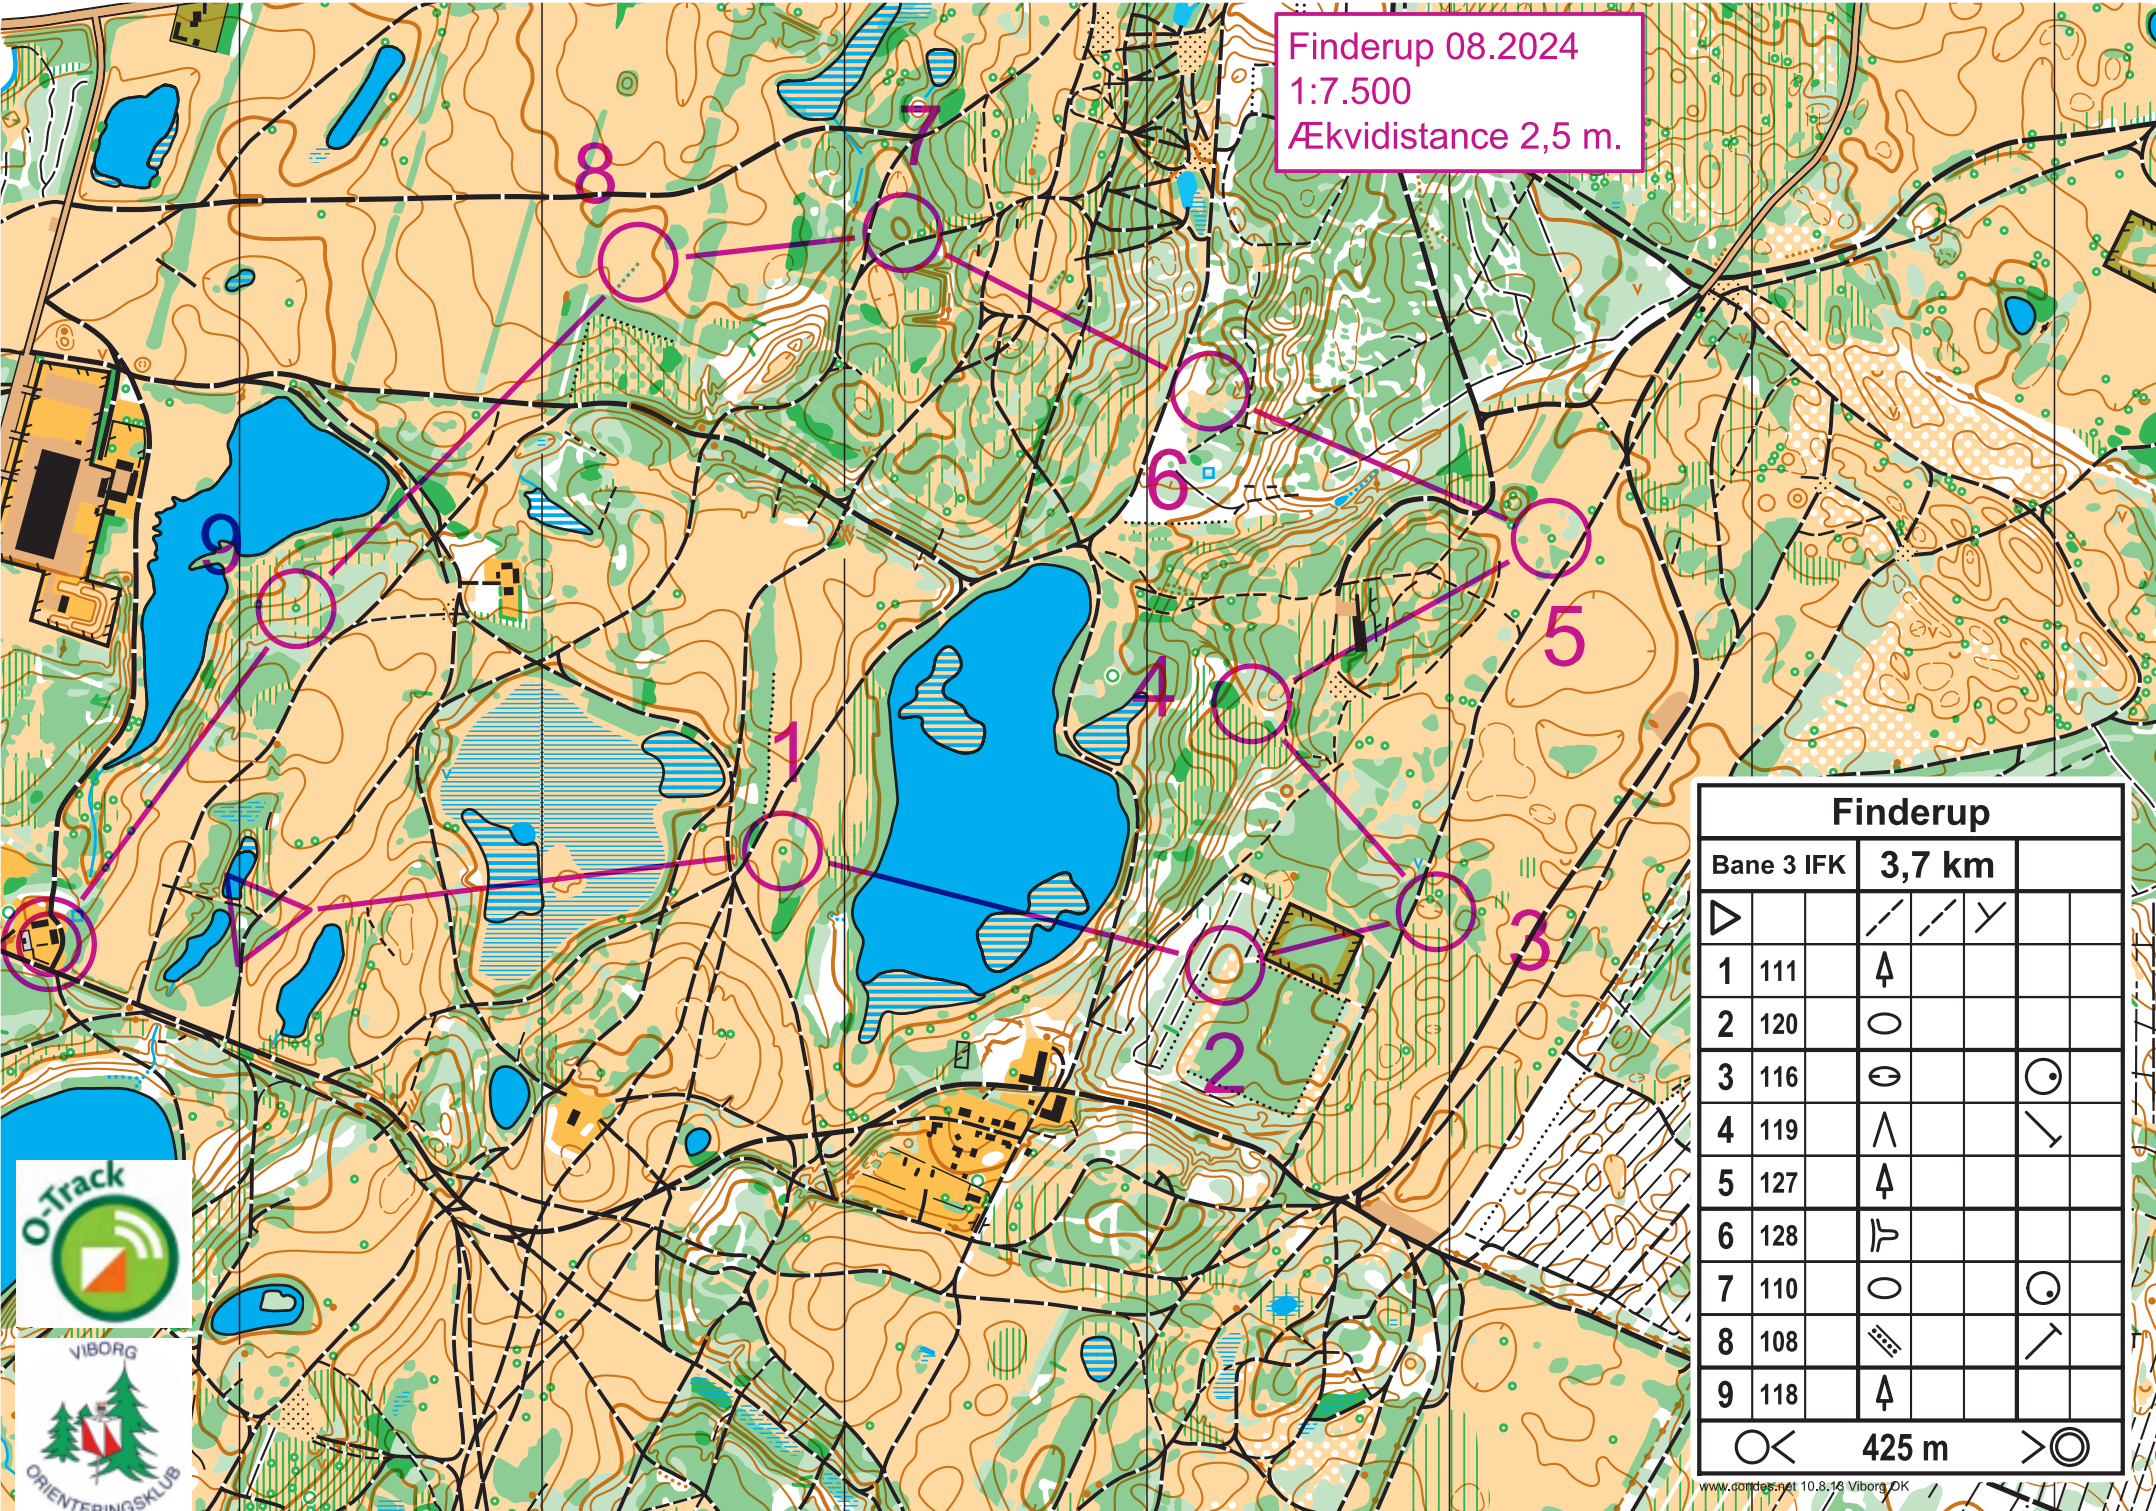 Finderup 08.2024
1:7.500
Ækvidistance 2,5 m.
8
7
6
9
5
4
1
3
2
Finderup
Bane 3 IFK 3,7 km
1 111
2 120
3 116
4 119
5 127
6 128
7 110
8 108
9 118
425 m
www.condes.net 10.8.13 Viborg OK
O-Track
VIBORG
ORIENTERINGSKLUB